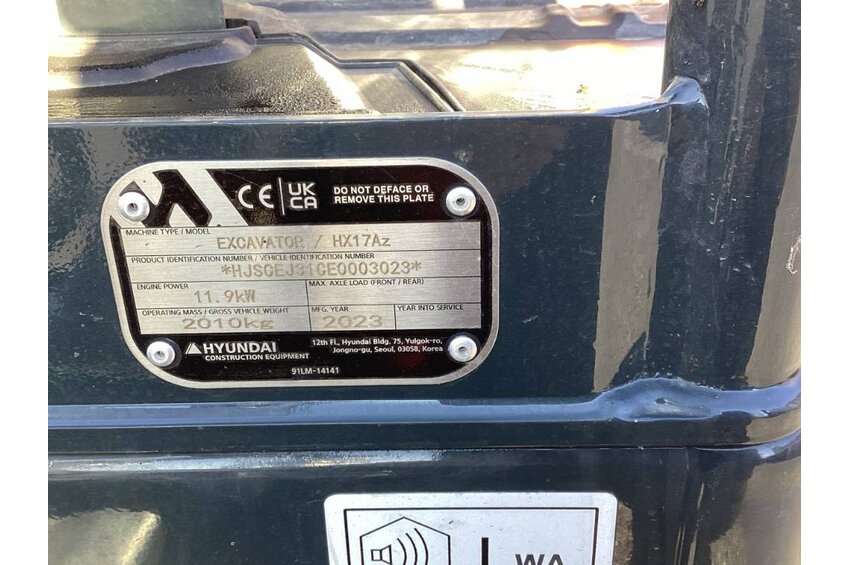 CE UK CA
DO NOT DEFACE OR
REMOVE THIS PLATE
MACHINE TYPE / MODEL
EXCAVATOR / HX17Az
PRODUCT IDENTIFICATION NUMBER / VEHICLE IDENTIFICATION NUMBER
*HJSCEJ31CE0003023*
ENGINE POWER MAX. AXLE LOAD (FRONT / REAR)
11.9kW
OPERATING MASS / GROSS VEHICLE WEIGHT MFG. YEAR YEAR INTO SERVICE
2010kg 2023
HYUNDAI
CONSTRUCTION EQUIPMENT
12th Fl., Hyundai Bldg. 75, Yulgok-ro,
Jongno-gu, Seoul, 03058, Korea
91LM-14141
WA